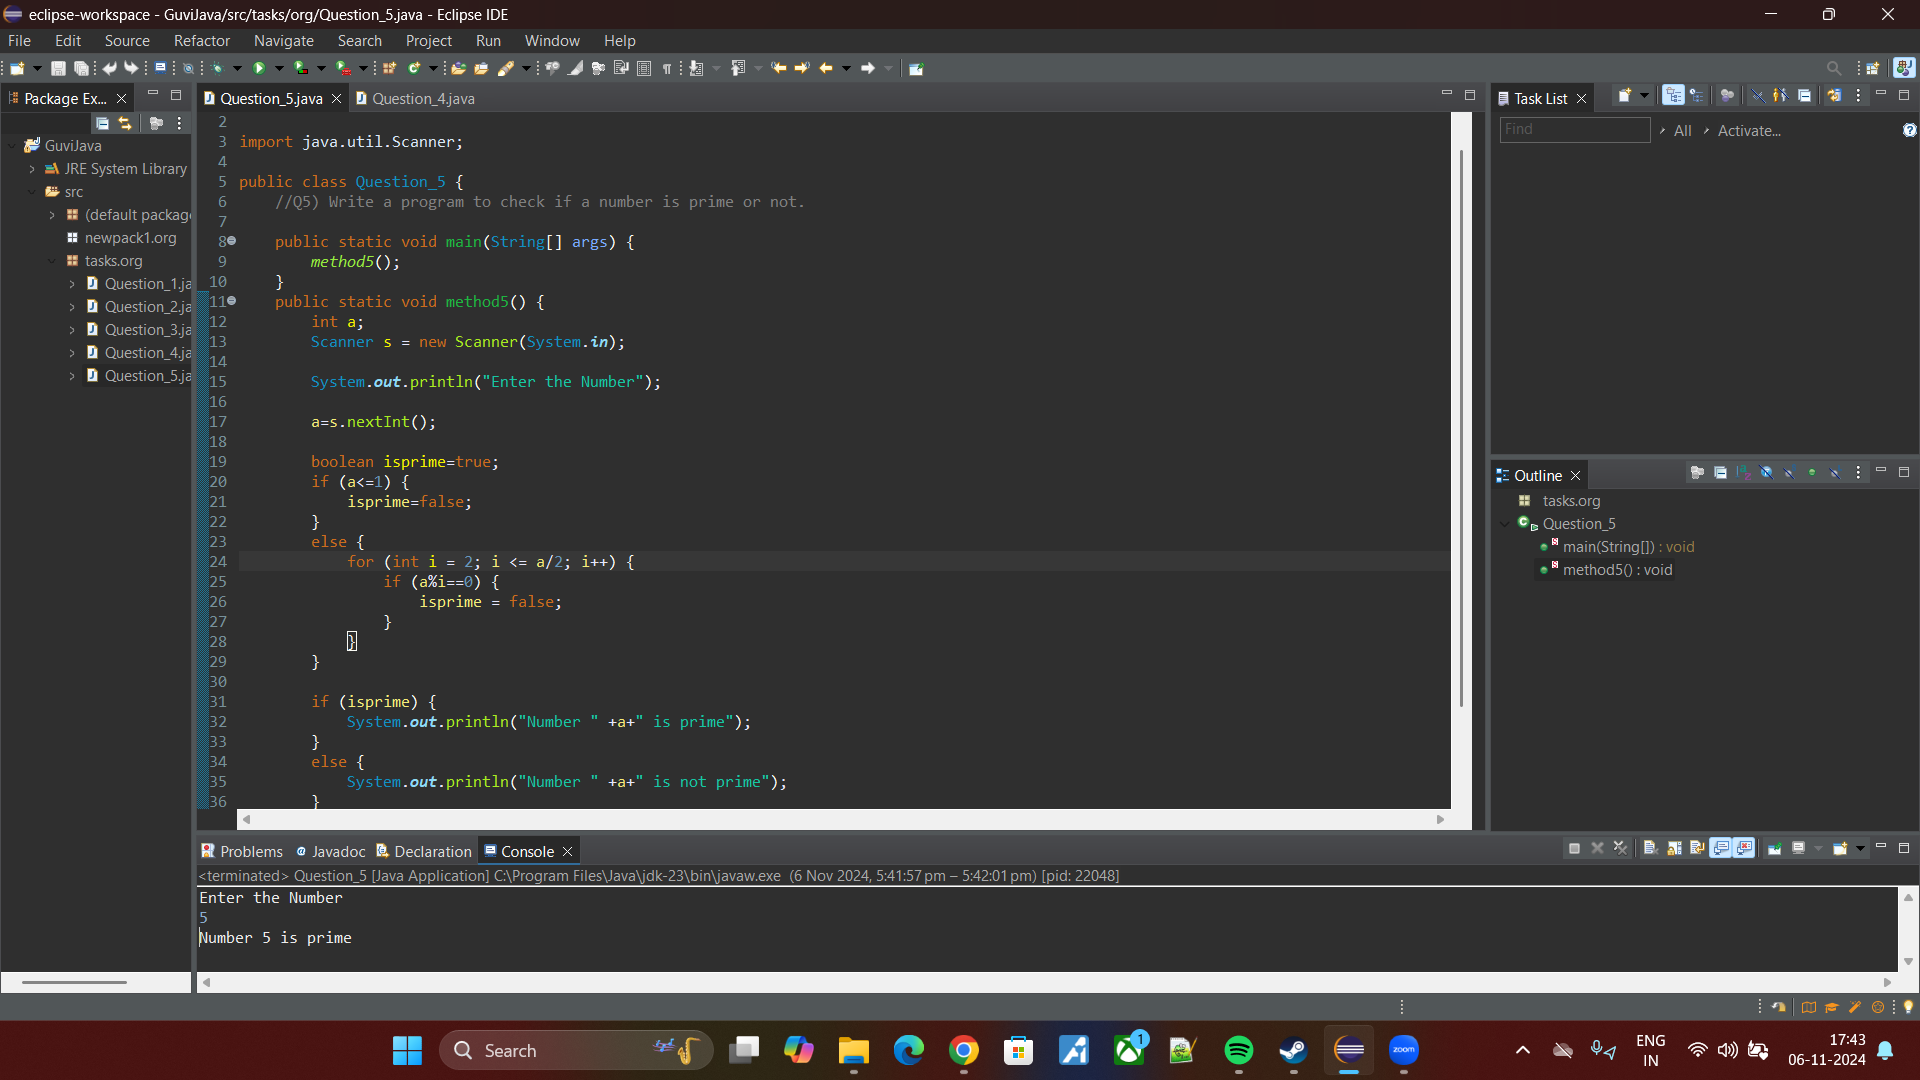 eclipse-workspace - GuviJava/src/tasks/org/Question_5.java - Eclipse IDE
File Edit Source Refactor Navigate Search Project Run Window Help
Package Ex...
GuviJava
JRE System Library
src
(default package
newpack1.org
tasks.org
Question_1.ja
Question_2.ja
Question_3.ja
Question_4.ja
Question_5.ja
Question_5.java Question_4.java
2
3 import java.util.Scanner;
4
5 public class Question_5 {
6 //Q5) Write a program to check if a number is prime or not.
7
8 public static void main(String[] args) {
9 method5();
10 }
11 public static void method5() {
12 int a;
13 Scanner s = new Scanner(System.in);
14
15 System.out.println("Enter the Number");
16
17 a=s.nextInt();
18
19 boolean isprime=true;
20 if (a<=1) {
21 isprime=false;
22 }
23 else {
24 for (int i = 2; i <= a/2; i++) {
25 if (a%i==0) {
26 isprime = false;
27 }
28 }
29 }
30
31 if (isprime) {
32 System.out.println("Number " +a+" is prime");
33 }
34 else {
35 System.out.println("Number " +a+" is not prime");
36 }
Task List
Find All Activate...
Outline
tasks.org
Question_5
main(String[]) : void
method5() : void
Problems Javadoc Declaration Console
<terminated> Question_5 [Java Application] C:\Program Files\Java\jdk-23\bin\javaw.exe (6 Nov 2024, 5:41:57 pm – 5:42:01 pm) [pid: 22048]
Enter the Number
5
Number 5 is prime
Search
1
zoom
ENG
IN
17:43
06-11-2024